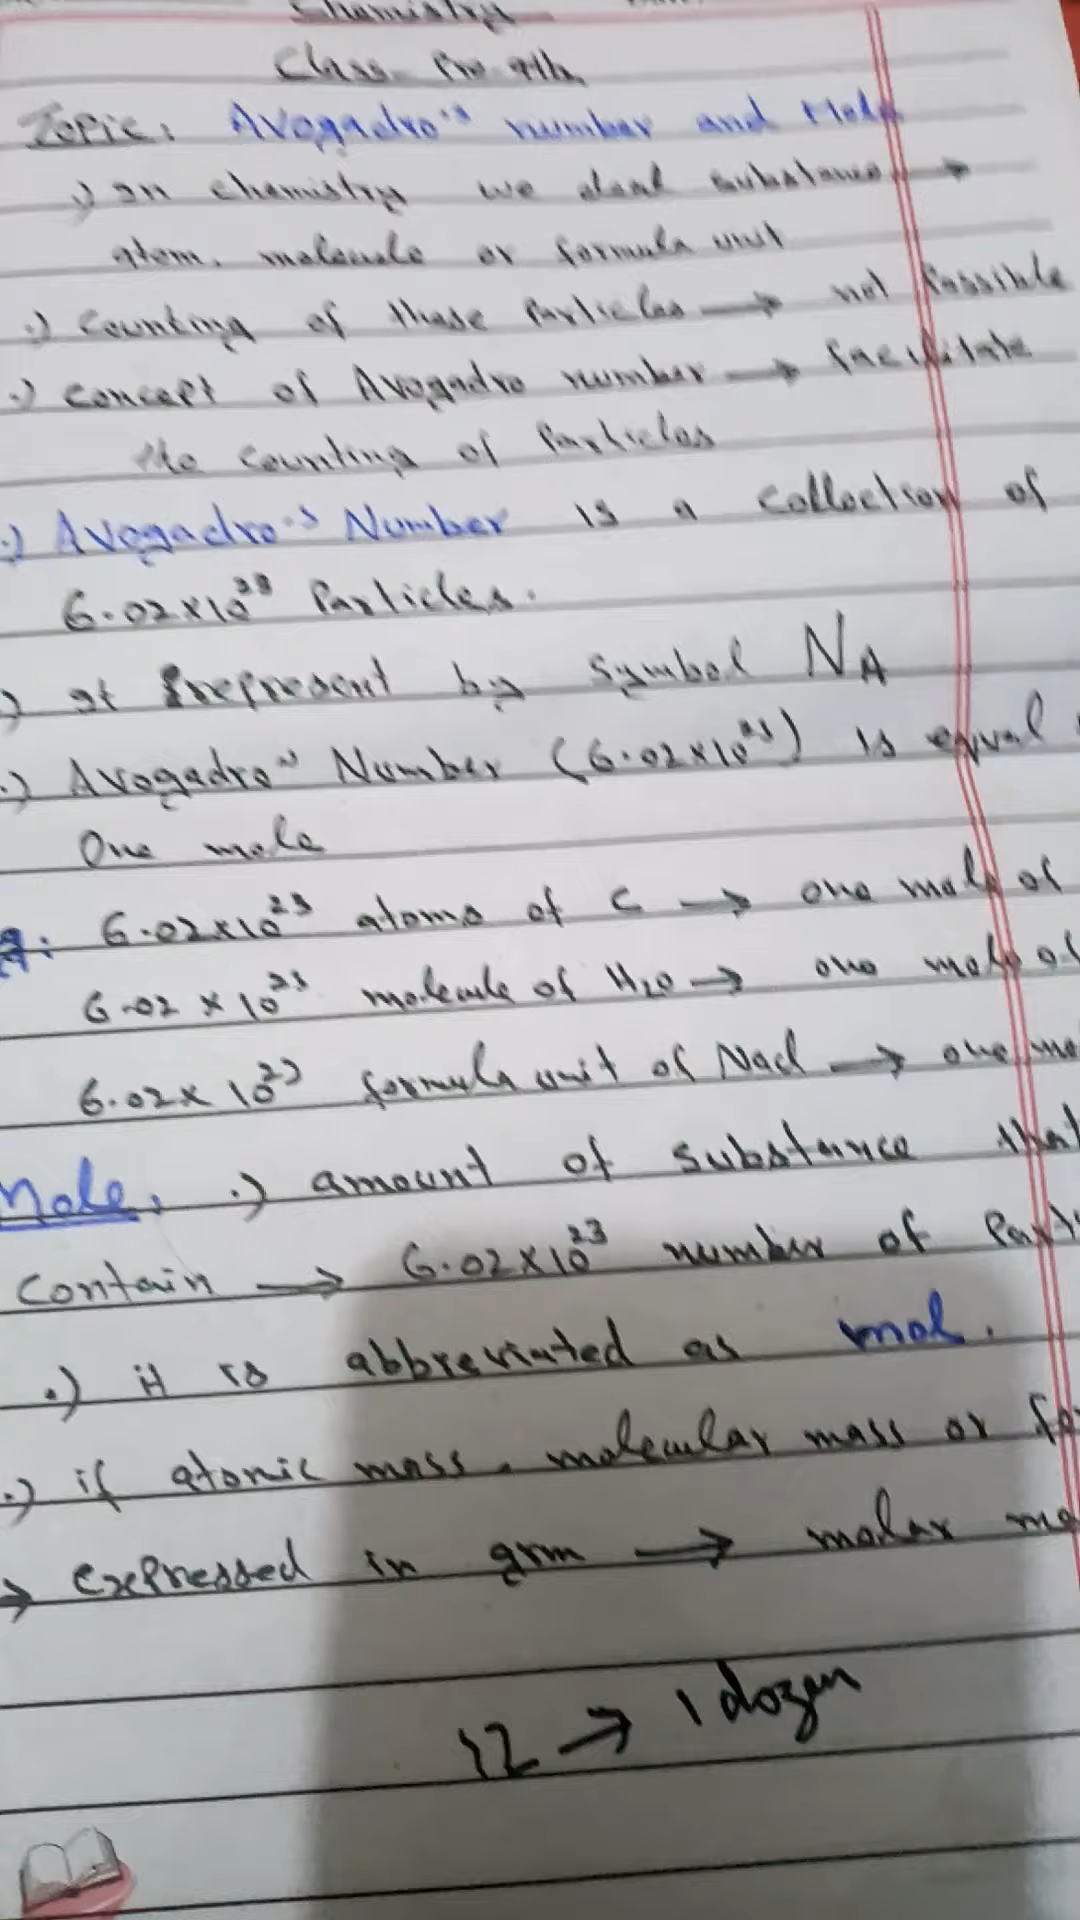 Chemistry
Class Pre 9th
Topic: Avogadro's number and Mole
.) In chemistry we deal substance →
atom, molecule or formula unit
.) Counting of these Particles → not Possible
.) concept of Avogadro number → facilitate
the counting of Particles
.) Avogadro's Number is a collection of
6.02×10²³ Particles.
.) It represent by symbol NA
.) Avogadro's Number (6.02×10²³) is equal
One mole
6.02×10²³ atoms of C → one mole of
6.02 × 10²³ molecule of H₂O → one mole of
6.02× 10²³ formula unit of NaCl → one mo
Mole: .) amount of substance that
Contain → 6.02×10²³ number of Parti
.) it is abbreviated as mol.
.) if atomic mass, molecular mass or fo
→ expressed in grm → molar ma
12 → 1 dozen